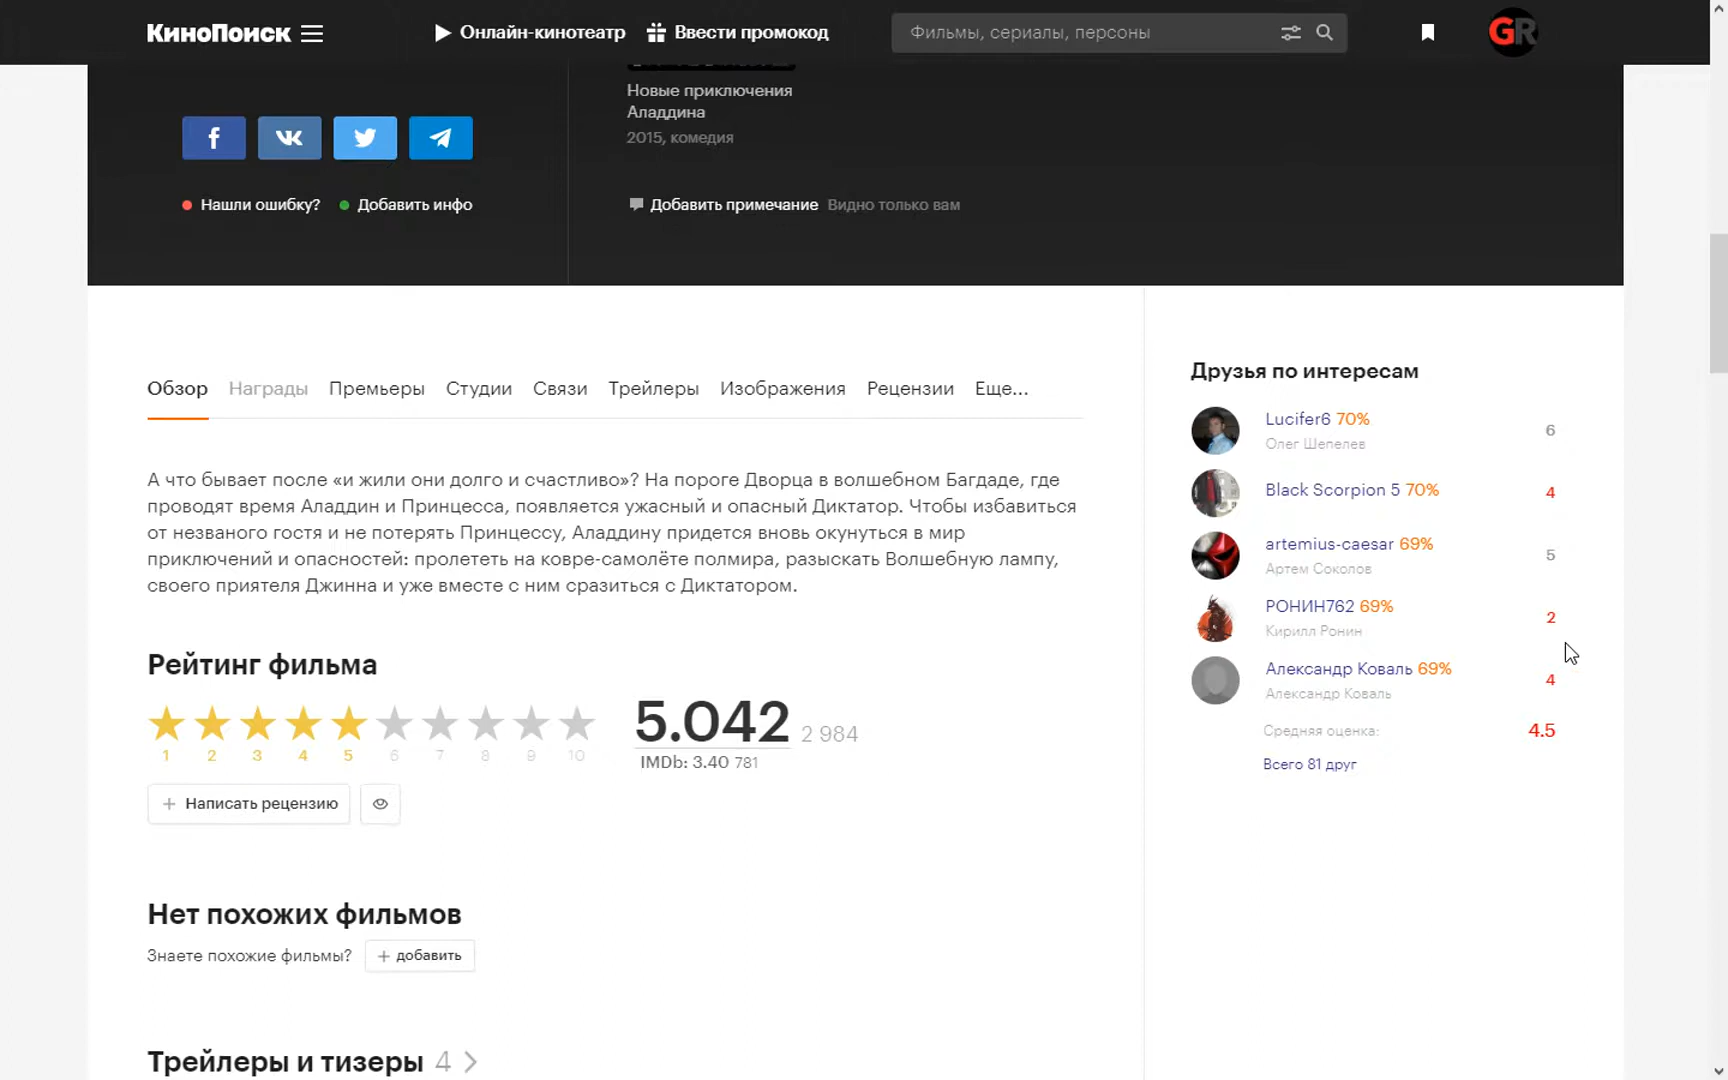 КиноПоиск
Онлайн-кинотеатр
Ввести промокод
Фильмы, сериалы, персоны
GR
Новые приключения
Аладдина
2015, комедия
Нашли ошибку?
Добавить инфо
Добавить примечание Видно только вам
Обзор Награды Премьеры Студии Связи Трейлеры Изображения Рецензии Еще...
А что бывает после «и жили они долго и счастливо»? На пороге Дворца в волшебном Багдаде, где
проводят время Аладдин и Принцесса, появляется ужасный и опасный Диктатор. Чтобы избавиться
от незваного гостя и не потерять Принцессу, Аладдину придется вновь окунуться в мир
приключений и опасностей: пролететь на ковре-самолёте полмира, разыскать Волшебную лампу,
своего приятеля Джинна и уже вместе с ним сразиться с Диктатором.
Рейтинг фильма
1 2 3 4 5 6 7 8 9 10
5.042 2 984
IMDb: 3.40 781
+ Написать рецензию
Нет похожих фильмов
Знаете похожие фильмы? + добавить
Трейлеры и тизеры 4
Друзья по интересам
Lucifer6 70%
Олег Шепелев
6
Black Scorpion 5 70%
4
artemius-caesar 69%
Артем Соколов
5
РОНИН762 69%
Кирилл Ронин
2
Александр Коваль 69%
Александр Коваль
4
Средняя оценка: 4.5
Всего 81 друг